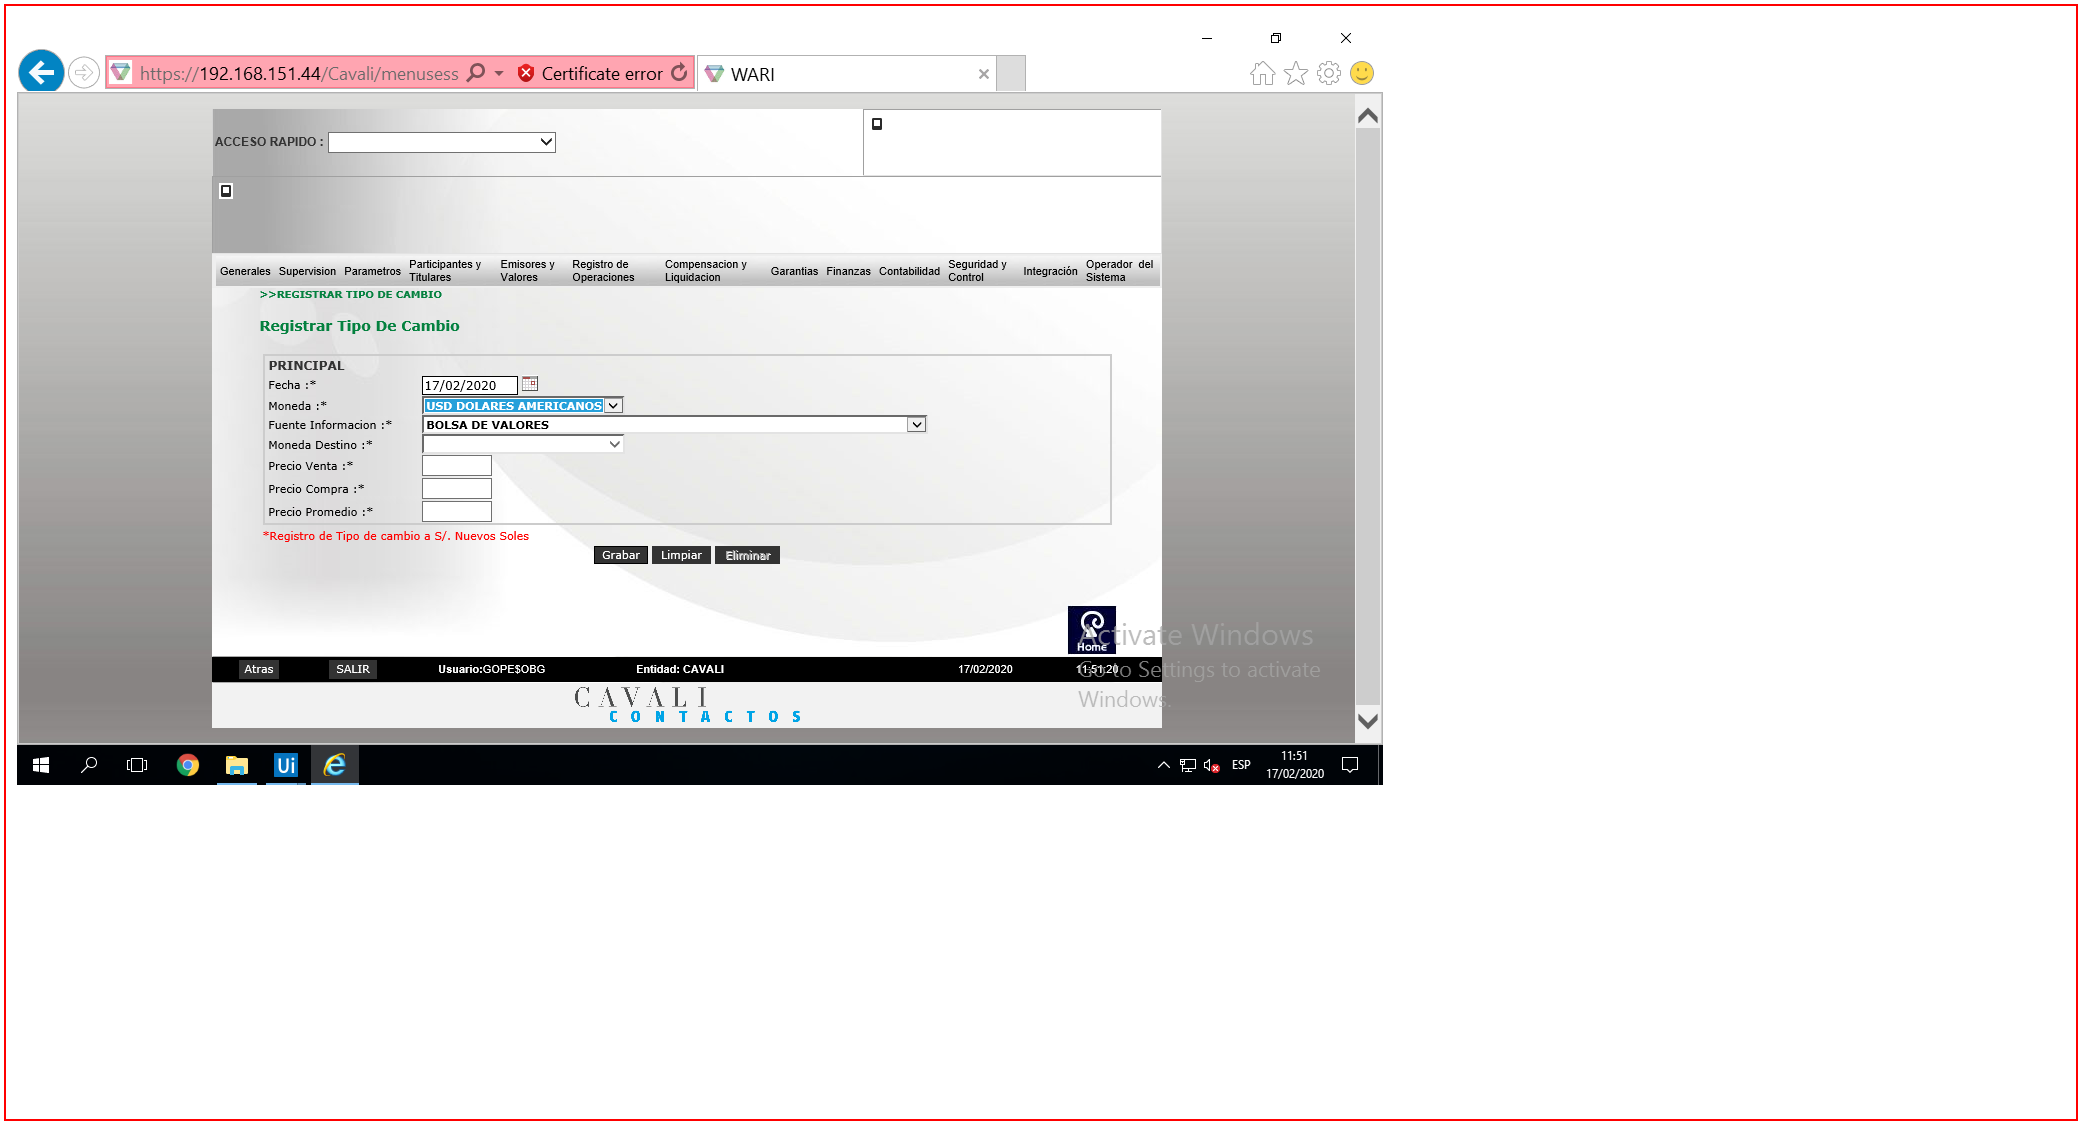 https://192.168.151.44/Cavali/menusess
Certificate error
WARI
ACCESO RAPIDO :
Generales Supervision Parametros Participantes y Titulares Emisores y Valores Registro de Operaciones Compensacion y Liquidacion Garantias Finanzas Contabilidad Seguridad y Control Integración Operador del Sistema
>>REGISTRAR TIPO DE CAMBIO
Registrar Tipo De Cambio
PRINCIPAL
Fecha :* 17/02/2020
Moneda :* USD DOLARES AMERICANOS
Fuente Informacion :* BOLSA DE VALORES
Moneda Destino :*
Precio Venta :*
Precio Compra :*
Precio Promedio :*
*Registro de Tipo de cambio a S/. Nuevos Soles
Grabar Limpiar Eliminar
Home
Activate Windows
Go to Settings to activate
Windows.
Atras SALIR Usuario:GOPE$OBG Entidad: CAVALI 17/02/2020 11:51:20
CAVALI
CONTACTOS
Ui
ESP
11:51
17/02/2020